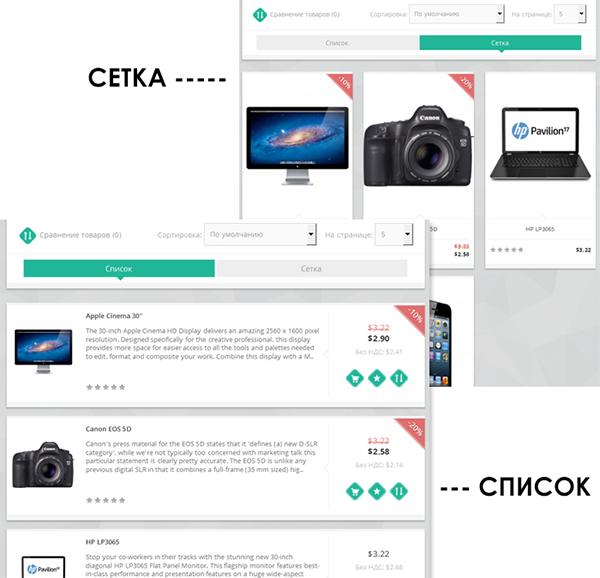 Сравнение товаров (0)
Сортировка:
По умолчанию
На странице:
5
Список
Сетка
СЕТКА -----
-10%
-20%
Canon
hp Pavilion 17
5D
$3.22
$2.58
HP LP3065
$3.22
Сравнение товаров (0)
Сортировка:
По умолчанию
На странице:
5
Список
Сетка
Apple Cinema 30"
The 30-inch Apple Cinema HD Display delivers an amazing 2560 x 1600 pixel
resolution. Designed specifically for the creative professional, this display
provides more space for easier access to all the tools and palettes needed
to edit, format and composite your work. Combine this display with a M..
-10%
$3.22
$2.90
Без НДС: $2.41
Canon EOS 5D
Canon's press material for the EOS 5D states that it 'defines (a) new D-SLR
category', while we're not typically too concerned with marketing talk this
particular statement is clearly pretty accurate. The EOS 5D is unlike any
previous digital SLR in that it combines a full-frame (35 mm sized) hig..
-20%
$3.22
$2.58
Без НДС: $2.14
--- СПИСОК
HP LP3065
Stop your co-workers in their tracks with the stunning new 30-inch
diagonal HP LP3065 Flat Panel Monitor. This flagship monitor features best-
in-class performance and presentation features on a huge wide-aspect
$3.22
Без НДС: $2.68
hp Pavilion 17